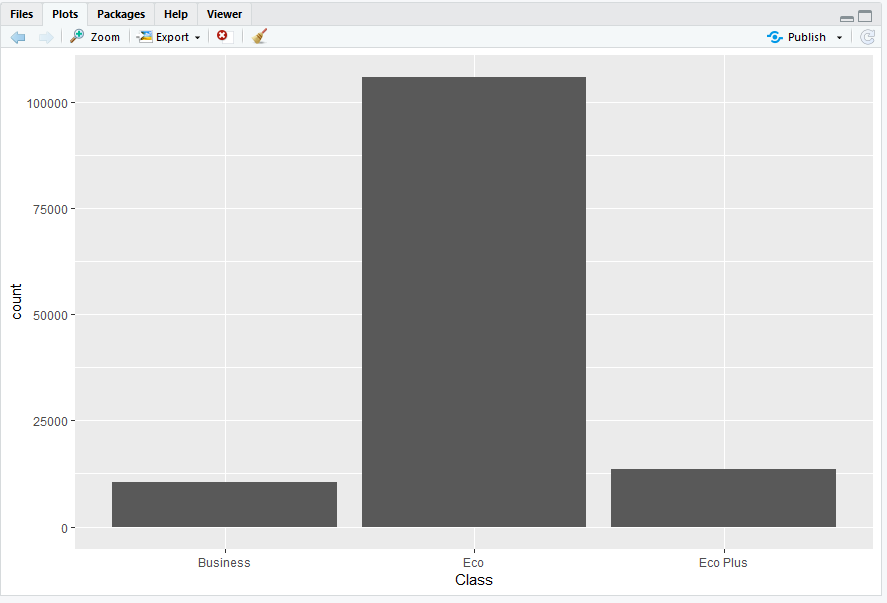 Files Plots Packages Help Viewer
Zoom Export Publish
100000
75000
50000
25000
0
count
Business Eco Eco Plus
Class